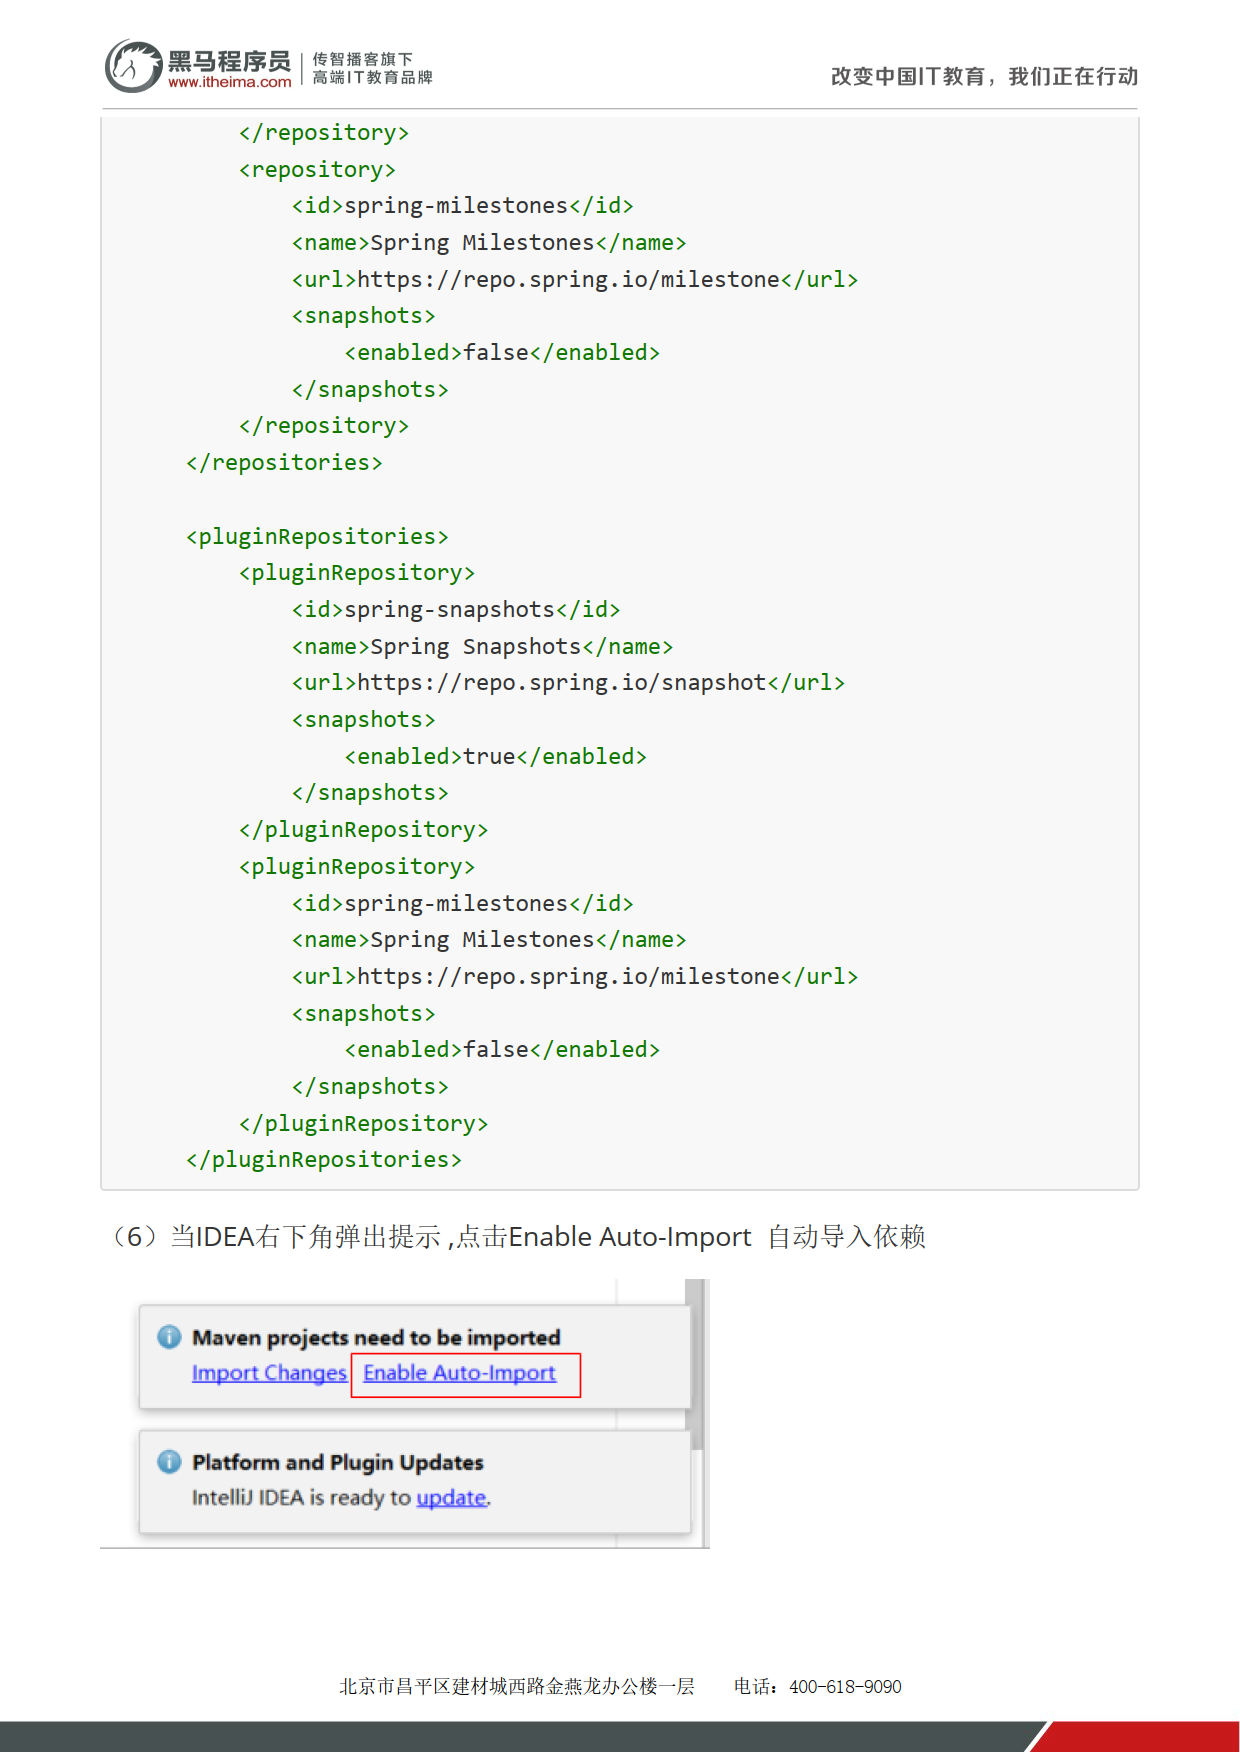 黑马程序员
www.itheima.com
传智播客旗下
高端IT教育品牌
改变中国IT教育，我们正在行动
        </repository>
        <repository>
            <id>spring-milestones</id>
            <name>Spring Milestones</name>
            <url>https://repo.spring.io/milestone</url>
            <snapshots>
                <enabled>false</enabled>
            </snapshots>
        </repository>
    </repositories>

    <pluginRepositories>
        <pluginRepository>
            <id>spring-snapshots</id>
            <name>Spring Snapshots</name>
            <url>https://repo.spring.io/snapshot</url>
            <snapshots>
                <enabled>true</enabled>
            </snapshots>
        </pluginRepository>
        <pluginRepository>
            <id>spring-milestones</id>
            <name>Spring Milestones</name>
            <url>https://repo.spring.io/milestone</url>
            <snapshots>
                <enabled>false</enabled>
            </snapshots>
        </pluginRepository>
    </pluginRepositories>
（6）当IDEA右下角弹出提示 ,点击Enable Auto-Import 自动导入依赖
Maven projects need to be imported
Import Changes Enable Auto-Import
Platform and Plugin Updates
IntelliJ IDEA is ready to update.
北京市昌平区建材城西路金燕龙办公楼一层 电话：400-618-9090